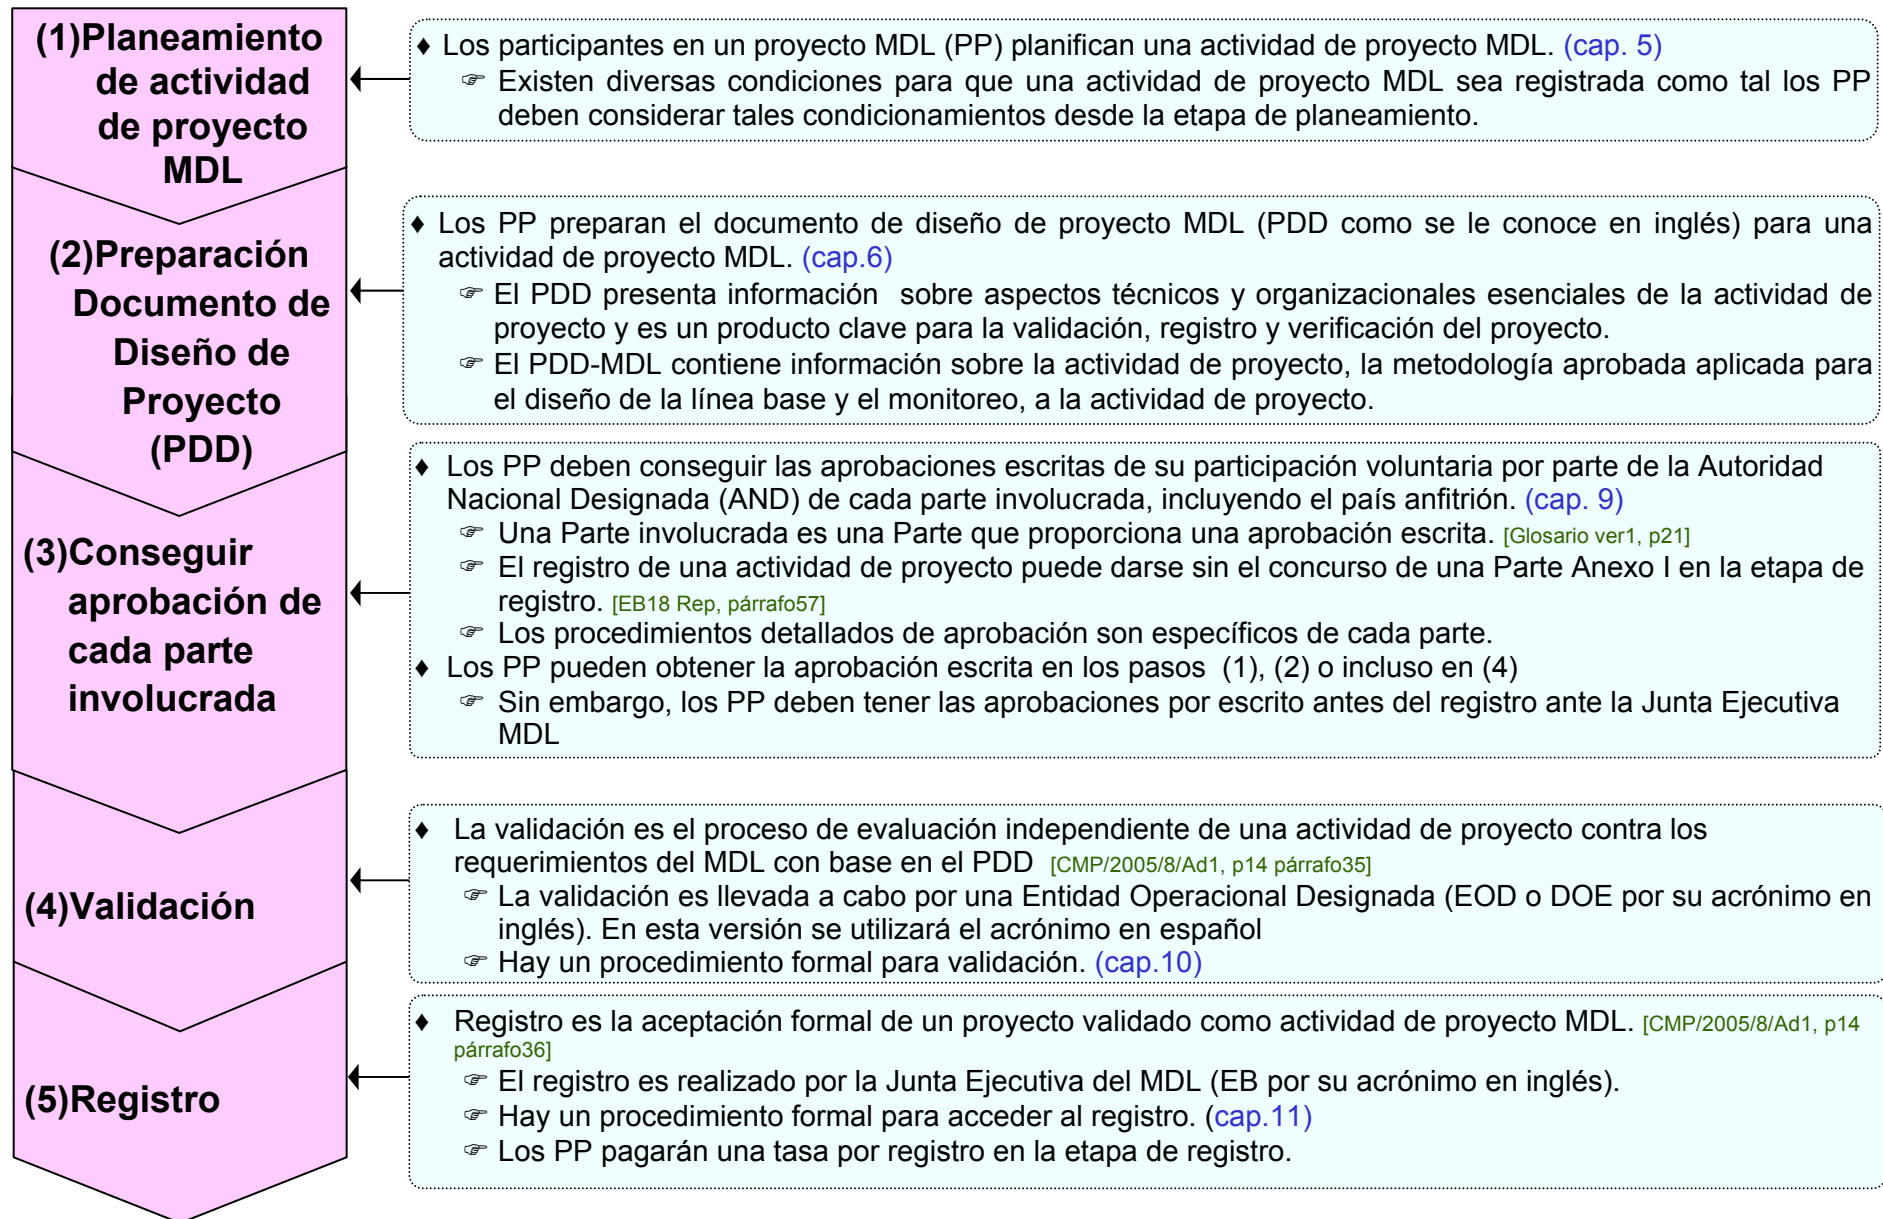 (1)Planeamiento
de actividad
de proyecto
MDL
♦ Los participantes en un proyecto MDL (PP) planifican una actividad de proyecto MDL. (cap. 5)
☞ Existen diversas condiciones para que una actividad de proyecto MDL sea registrada como tal los PP
deben considerar tales condicionamientos desde la etapa de planeamiento.
(2)Preparación
Documento de
Diseño de
Proyecto
(PDD)
♦ Los PP preparan el documento de diseño de proyecto MDL (PDD como se le conoce en inglés) para una
actividad de proyecto MDL. (cap.6)
☞ El PDD presenta información sobre aspectos técnicos y organizacionales esenciales de la actividad de
proyecto y es un producto clave para la validación, registro y verificación del proyecto.
☞ El PDD-MDL contiene información sobre la actividad de proyecto, la metodología aprobada aplicada para
el diseño de la línea base y el monitoreo, a la actividad de proyecto.
(3)Conseguir
aprobación de
cada parte
involucrada
♦ Los PP deben conseguir las aprobaciones escritas de su participación voluntaria por parte de la Autoridad
Nacional Designada (AND) de cada parte involucrada, incluyendo el país anfitrión. (cap. 9)
☞ Una Parte involucrada es una Parte que proporciona una aprobación escrita. [Glosario ver1, p21]
☞ El registro de una actividad de proyecto puede darse sin el concurso de una Parte Anexo I en la etapa de
registro. [EB18 Rep, párrafo57]
☞ Los procedimientos detallados de aprobación son específicos de cada parte.
♦ Los PP pueden obtener la aprobación escrita en los pasos (1), (2) o incluso en (4)
☞ Sin embargo, los PP deben tener las aprobaciones por escrito antes del registro ante la Junta Ejecutiva
MDL
(4)Validación
♦ La validación es el proceso de evaluación independiente de una actividad de proyecto contra los
requerimientos del MDL con base en el PDD [CMP/2005/8/Ad1, p14 párrafo35]
☞ La validación es llevada a cabo por una Entidad Operacional Designada (EOD o DOE por su acrónimo en
inglés). En esta versión se utilizará el acrónimo en español
☞ Hay un procedimiento formal para validación. (cap.10)
(5)Registro
♦ Registro es la aceptación formal de un proyecto validado como actividad de proyecto MDL. [CMP/2005/8/Ad1, p14
párrafo36]
☞ El registro es realizado por la Junta Ejecutiva del MDL (EB por su acrónimo en inglés).
☞ Hay un procedimiento formal para acceder al registro. (cap.11)
☞ Los PP pagarán una tasa por registro en la etapa de registro.